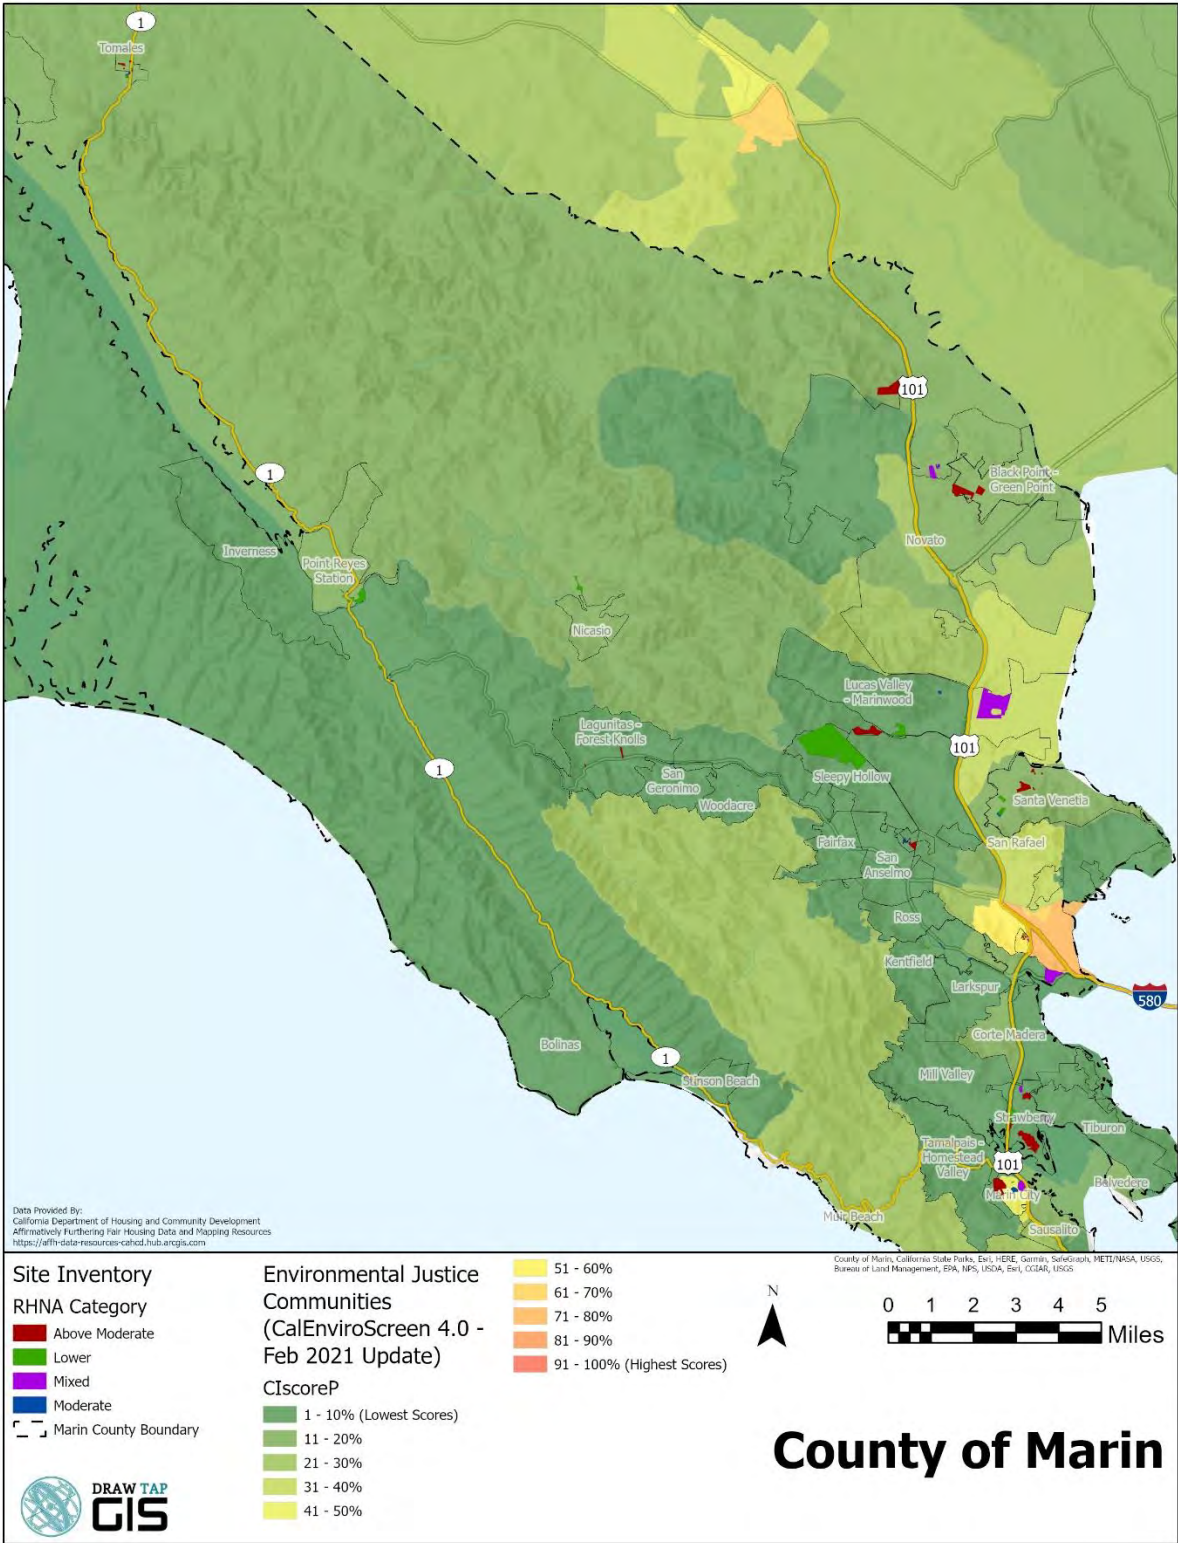 1
Tomales
101
Black Point -
Green Point
1
Inverness
Point Reyes
Station
Novato
Nicasio
Lucas Valley
- Marinwood
Lagunitas -
Forest Knolls
101
1
San
Geronimo
Sleepy Hollow
Woodacre
Santa Venetia
Fairfax
San
Anselmo
San Rafael
Ross
Kentfield
Larkspur
580
Corte Madera
Bolinas
1
Stinson Beach
Mill Valley
Strawberry
Tiburon
Tamalpais -
Homestead
Valley
101
Marin City
Belvedere
Muir Beach
Sausalito
Data Provided By:
California Department of Housing and Community Development
Affirmatively Furthering Fair Housing Data and Mapping Resources
https://affh-data-resources-cahcd.hub.arcgis.com
County of Marin, California State Parks, Esri, HERE, Garmin, SafeGraph, METI/NASA, USGS,
Bureau of Land Management, EPA, NPS, USDA, Esri, CGIAR, USGS
Site Inventory
RHNA Category
Above Moderate
Lower
Mixed
Moderate
Marin County Boundary
DRAW TAP
GIS
Environmental Justice
Communities
(CalEnviroScreen 4.0 -
Feb 2021 Update)
CIscoreP
1 - 10% (Lowest Scores)
11 - 20%
21 - 30%
31 - 40%
41 - 50%
51 - 60%
61 - 70%
71 - 80%
81 - 90%
91 - 100% (Highest Scores)
N
0 1 2 3 4 5
Miles
County of Marin